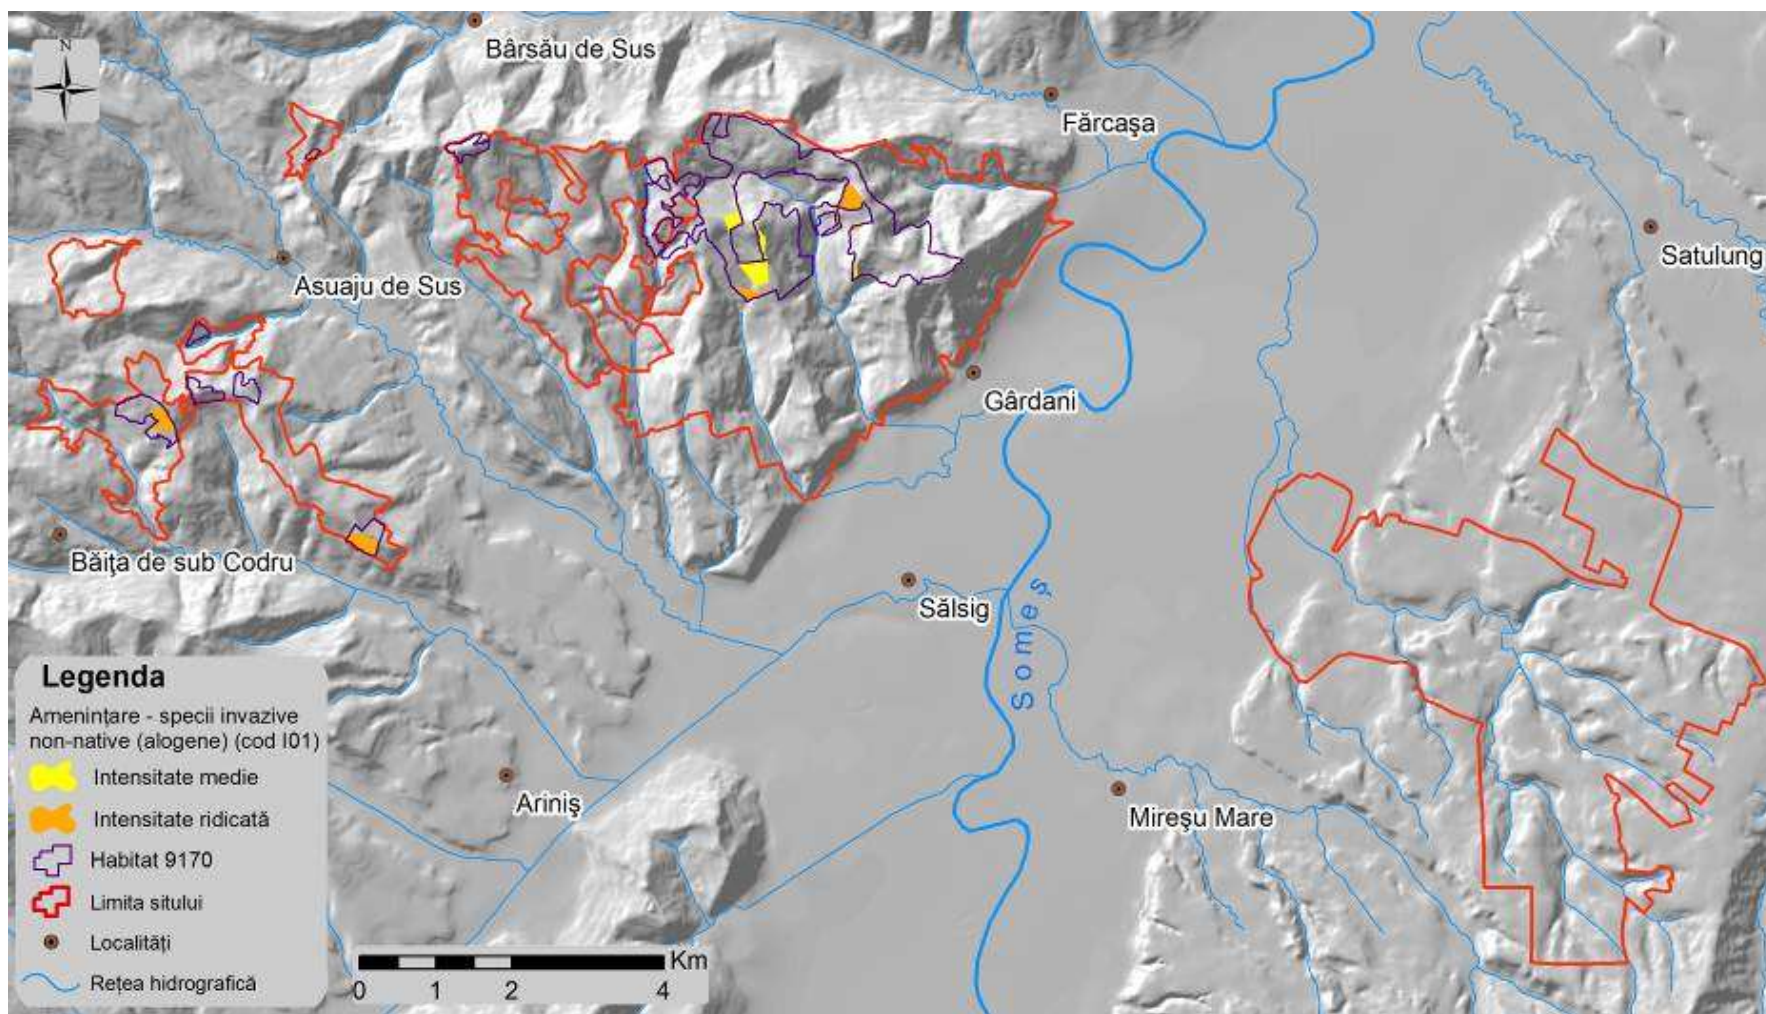 N
Bârsău de Sus
Fărcaşa
Satulung
Asuaju de Sus
Gârdani
Băiţa de sub Codru
Sălsig
Someş
Ariniş
Mireşu Mare
Legenda
Amenințare - specii invazive
non-native (alogene) (cod I01)
Intensitate medie
Intensitate ridicată
Habitat 9170
Limita sitului
Localități
Rețea hidrografică
Km
0 1 2 4